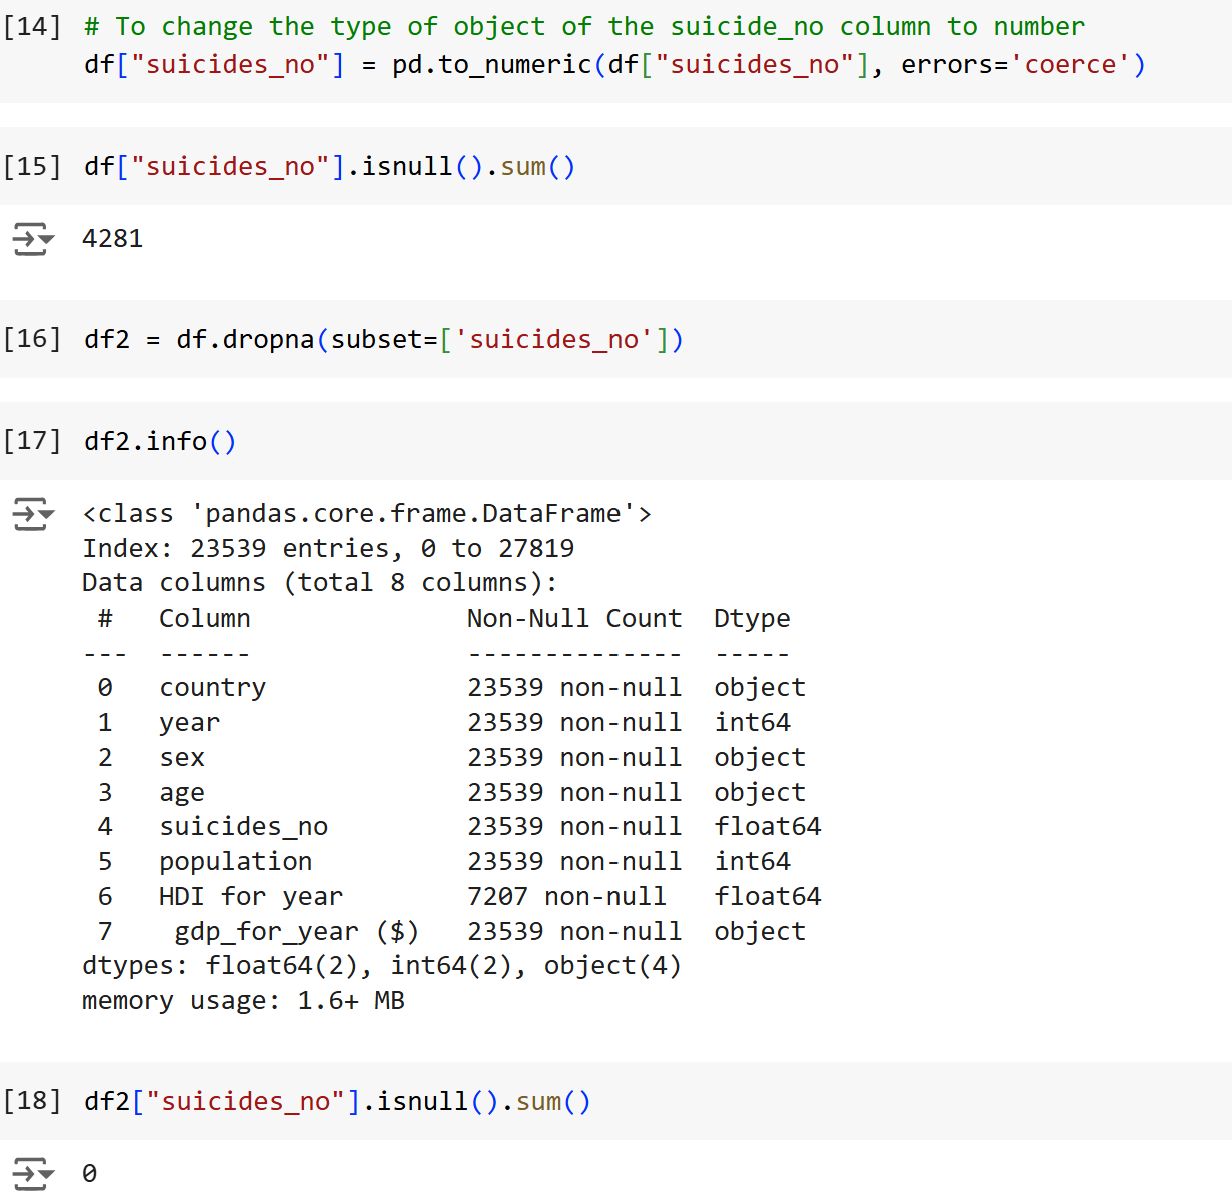 [14] # To change the type of object of the suicide_no column to number
df["suicides_no"] = pd.to_numeric(df["suicides_no"], errors='coerce')
[15] df["suicides_no"].isnull().sum()
4281
[16] df2 = df.dropna(subset=['suicides_no'])
[17] df2.info()
<class 'pandas.core.frame.DataFrame'>
Index: 23539 entries, 0 to 27819
Data columns (total 8 columns):
 #   Column              Non-Null Count  Dtype
---  ------              --------------  -----
 0   country             23539 non-null  object
 1   year                23539 non-null  int64
 2   sex                 23539 non-null  object
 3   age                 23539 non-null  object
 4   suicides_no         23539 non-null  float64
 5   population          23539 non-null  int64
 6   HDI for year        7207 non-null   float64
 7    gdp_for_year ($)   23539 non-null  object
dtypes: float64(2), int64(2), object(4)
memory usage: 1.6+ MB
[18] df2["suicides_no"].isnull().sum()
0